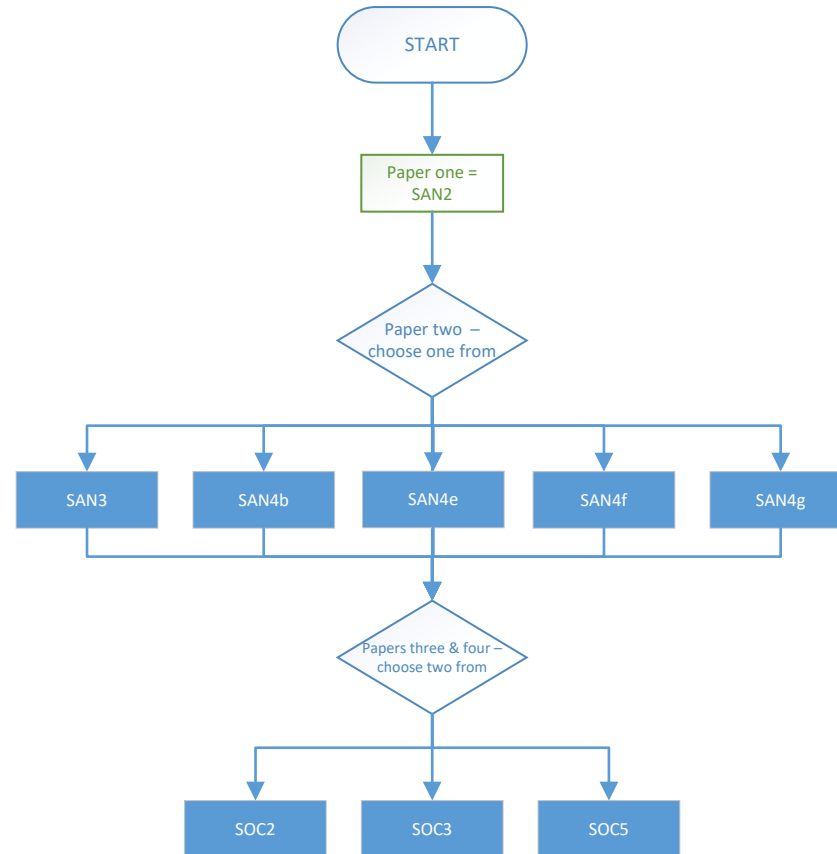 START
Paper one =
SAN2
Paper two –
choose one from
SAN3
SAN4b
SAN4e
SAN4f
SAN4g
Papers three & four –
choose two from
SOC2
SOC3
SOC5